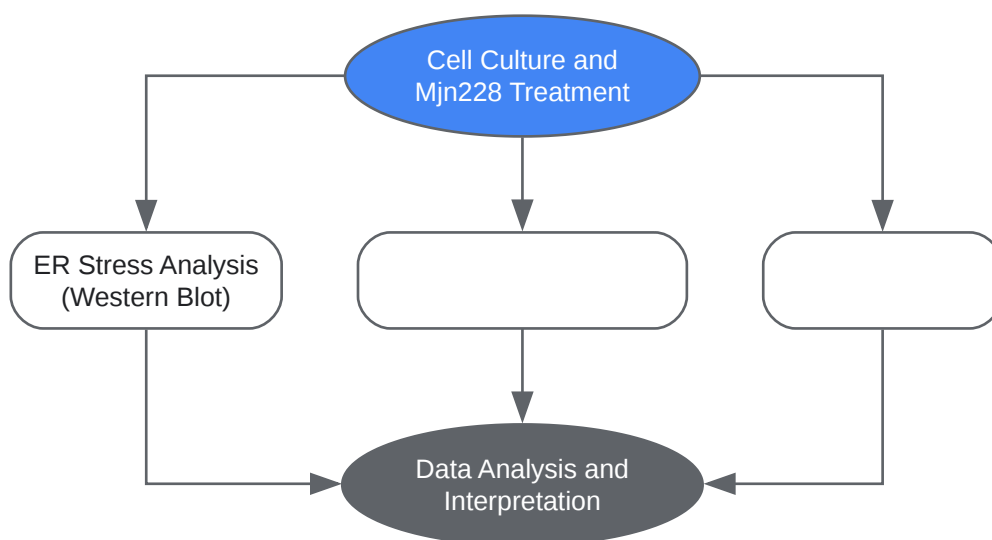 Cell Culture and
Mjn228 Treatment
ER Stress Analysis
(Western Blot)
Data Analysis and
Interpretation